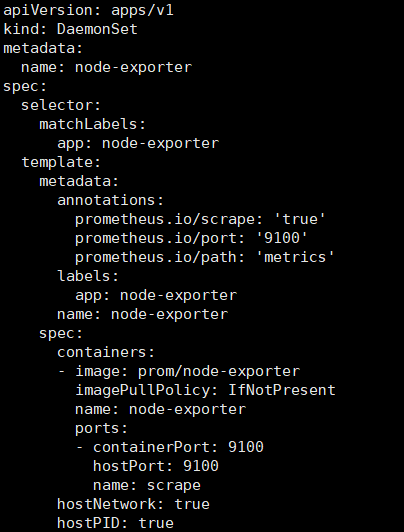 apiVersion: apps/v1
kind: DaemonSet
metadata:
  name: node-exporter
spec:
  selector:
    matchLabels:
      app: node-exporter
  template:
    metadata:
      annotations:
        prometheus.io/scrape: 'true'
        prometheus.io/port: '9100'
        prometheus.io/path: 'metrics'
      labels:
        app: node-exporter
      name: node-exporter
    spec:
      containers:
      - image: prom/node-exporter
        imagePullPolicy: IfNotPresent
        name: node-exporter
        ports:
        - containerPort: 9100
          hostPort: 9100
          name: scrape
      hostNetwork: true
      hostPID: true